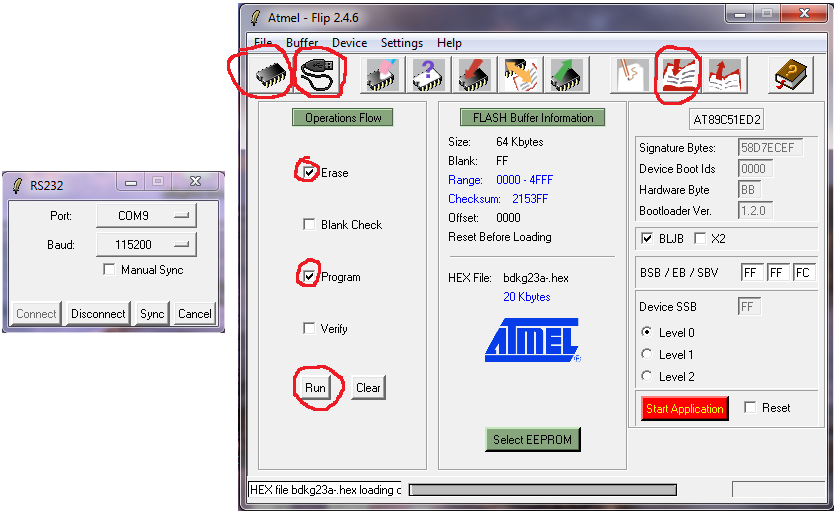 RS232
Port: COM9
Baud: 115200
Manual Sync
Connect Disconnect Sync Cancel
Atmel - Flip 2.4.6
File Buffer Device Settings Help
Operations Flow
Erase
Blank Check
Program
Verify
Run Clear
FLASH Buffer Information
Size: 64 Kbytes
Blank: FF
Range: 0000 - 4FFF
Checksum: 2153FF
Offset: 0000
Reset Before Loading
HEX File: bdkg23a-.hex
20 Kbytes
ATMEL®
Select EEPROM
AT89C51ED2
Signature Bytes: 58D7ECEF
Device Boot Ids 0000
Hardware Byte BB
Bootloader Ver. 1.2.0
BLJB X2
BSB / EB / SBV FF FF FC
Device SSB FF
Level 0
Level 1
Level 2
Start Application Reset
HEX file bdkg23a-.hex loading c